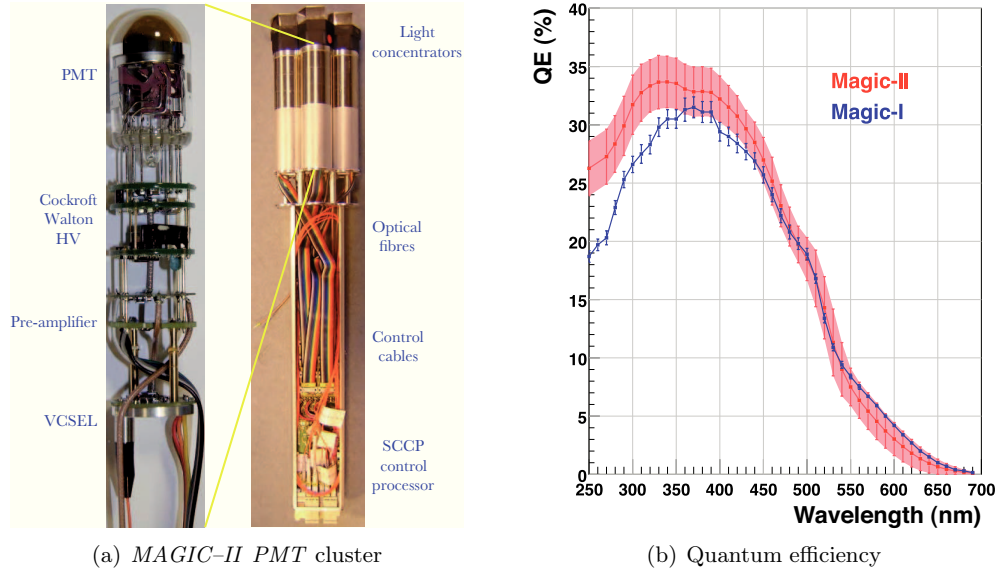 PMT
Cockroft
Walton
HV
Pre-amplifier
VCSEL
Light
concentrators
Optical
fibres
Control
cables
SCCP
control
processor
(a) MAGIC–II PMT cluster
QE (%)
40
35
30
25
20
15
10
5
0
Magic-II
Magic-I
250 300 350 400 450 500 550 600 650 700
Wavelength (nm)
(b) Quantum efficiency